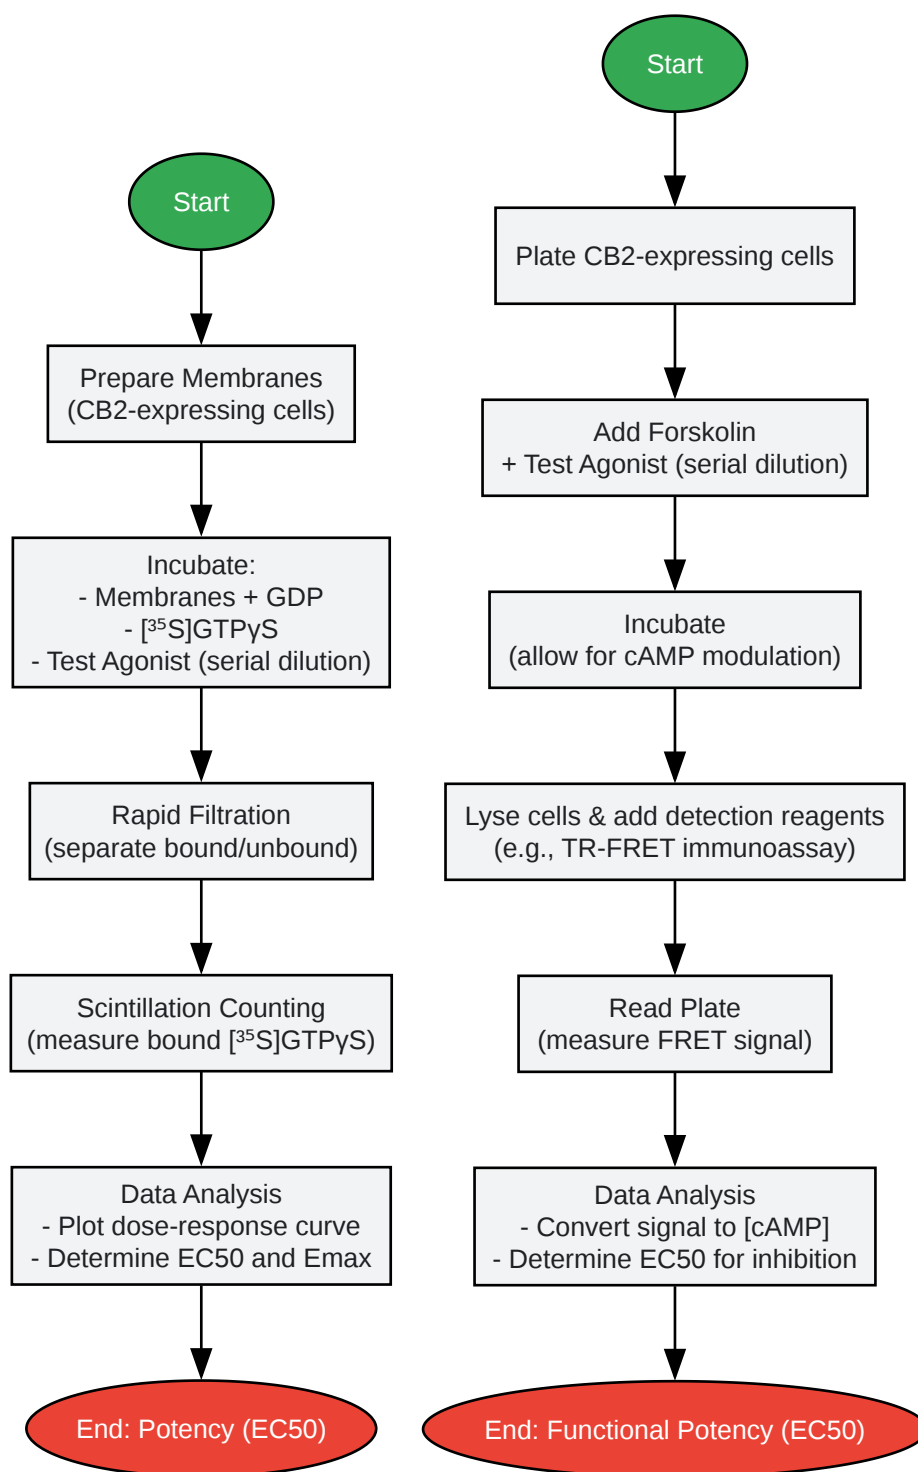 Start
Prepare Membranes
(CB2-expressing cells)
Incubate:
- Membranes + GDP
- [³⁵S]GTPγS
- Test Agonist (serial dilution)
Rapid Filtration
(separate bound/unbound)
Scintillation Counting
(measure bound [³⁵S]GTPγS)
Data Analysis
- Plot dose-response curve
- Determine EC50 and Emax
End: Potency (EC50)
Start
Plate CB2-expressing cells
Add Forskolin
+ Test Agonist (serial dilution)
Incubate
(allow for cAMP modulation)
Lyse cells & add detection reagents
(e.g., TR-FRET immunoassay)
Read Plate
(measure FRET signal)
Data Analysis
- Convert signal to [cAMP]
- Determine EC50 for inhibition
End: Functional Potency (EC50)